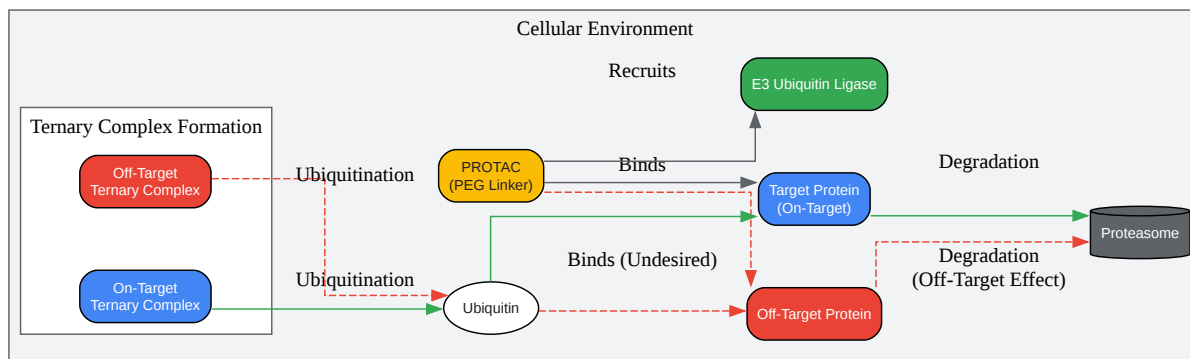 Cellular Environment
Recruits
E3 Ubiquitin Ligase
Ternary Complex Formation
Off-Target
Ternary Complex
Ubiquitination
PROTAC
(PEG Linker)
Binds
Target Protein
(On-Target)
Degradation
Proteasome
On-Target
Ternary Complex
Ubiquitination
Ubiquitin
Binds (Undesired)
Off-Target Protein
Degradation
(Off-Target Effect)